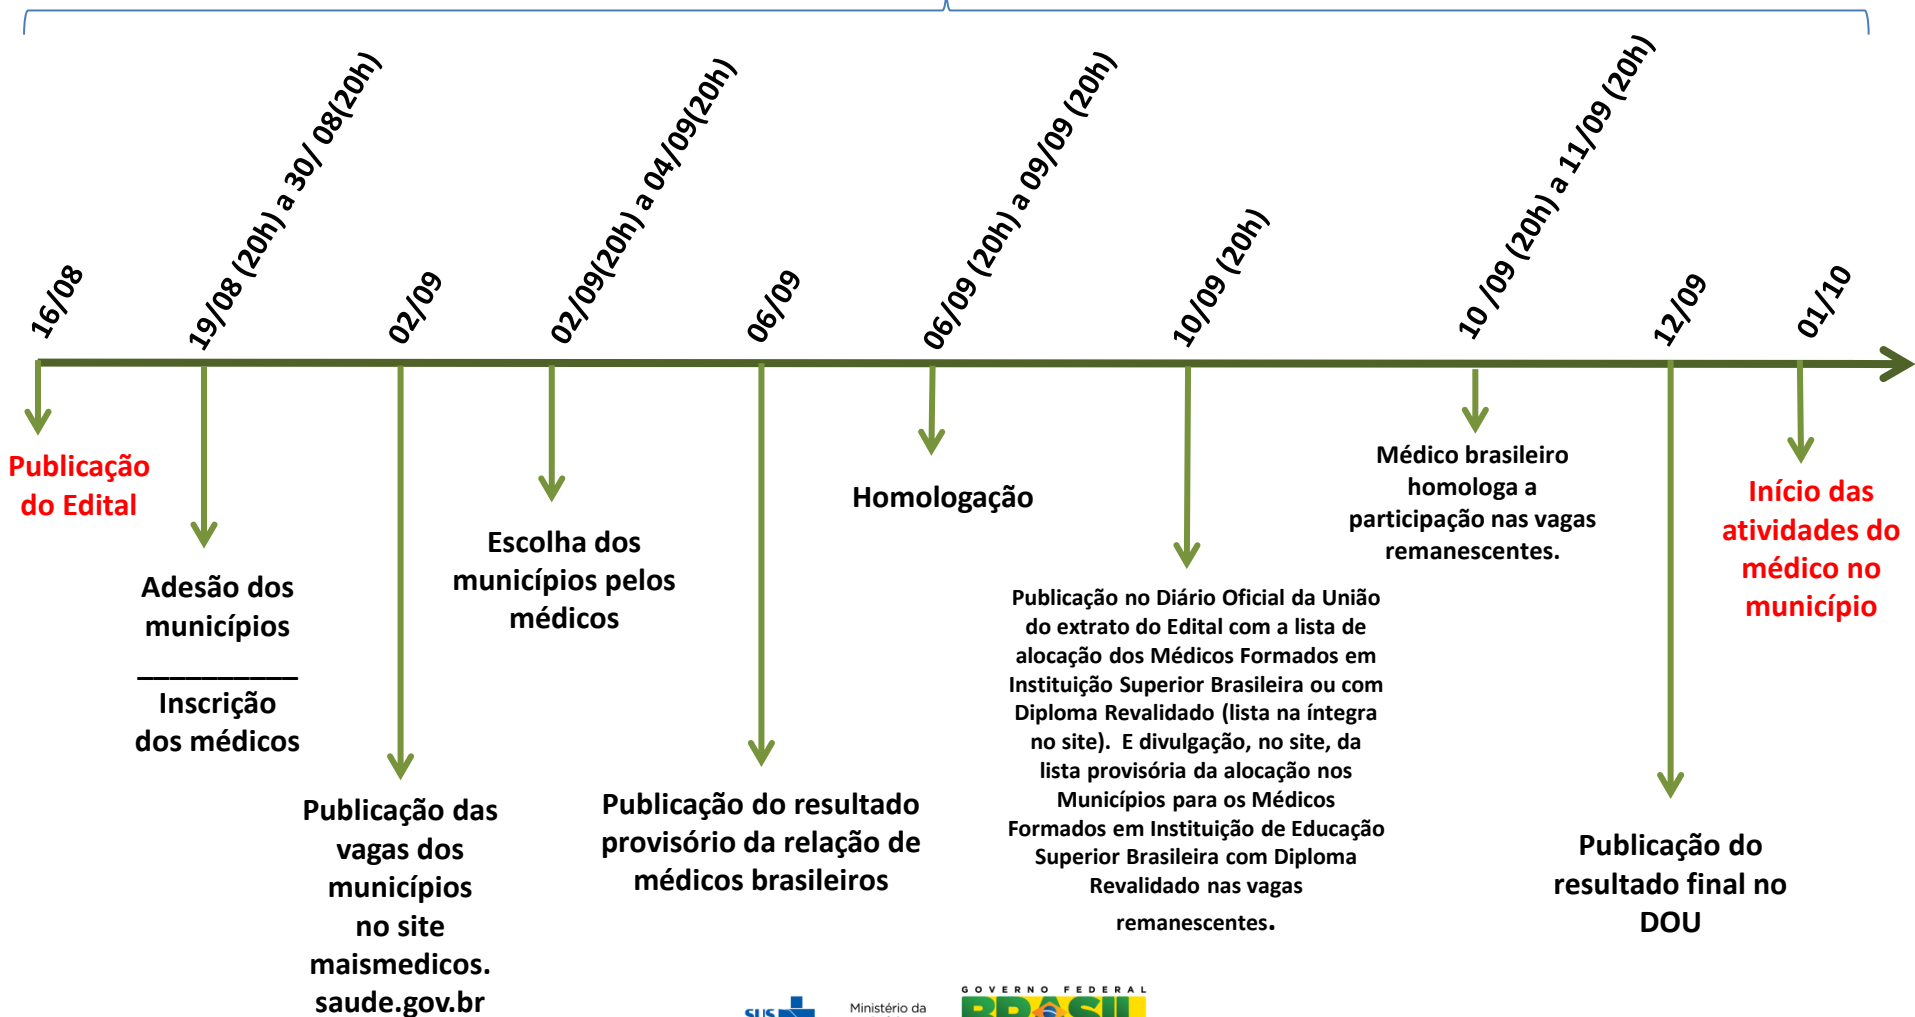 16/08
19/08 (20h) a 30/ 08(20h)
02/09
02/09(20h) a 04/09(20h)
06/09
06/09 (20h) a 09/09 (20h)
10/09 (20h)
10 /09 (20h) a 11/09 (20h)
12/09
01/10
Publicação
do Edital
Adesão dos
municípios
___________
Inscrição
dos médicos
Publicação das
vagas dos
municípios
no site
maismedicos.
saude.gov.br
Escolha dos
municípios pelos
médicos
Publicação do resultado
provisório da relação de
médicos brasileiros
Homologação
Publicação no Diário Oficial da União
do extrato do Edital com a lista de
alocação dos Médicos Formados em
Instituição Superior Brasileira ou com
Diploma Revalidado (lista na íntegra
no site).  E divulgação, no site, da
lista provisória da alocação nos
Municípios para os Médicos
Formados em Instituição de Educação
Superior Brasileira com Diploma
Revalidado nas vagas
remanescentes.
Médico brasileiro
homologa a
participação nas vagas
remanescentes.
Publicação do
resultado final no
DOU
Início das
atividades do
médico no
município
SUS
Ministério da
GOVERNO FEDERAL
BRASIL